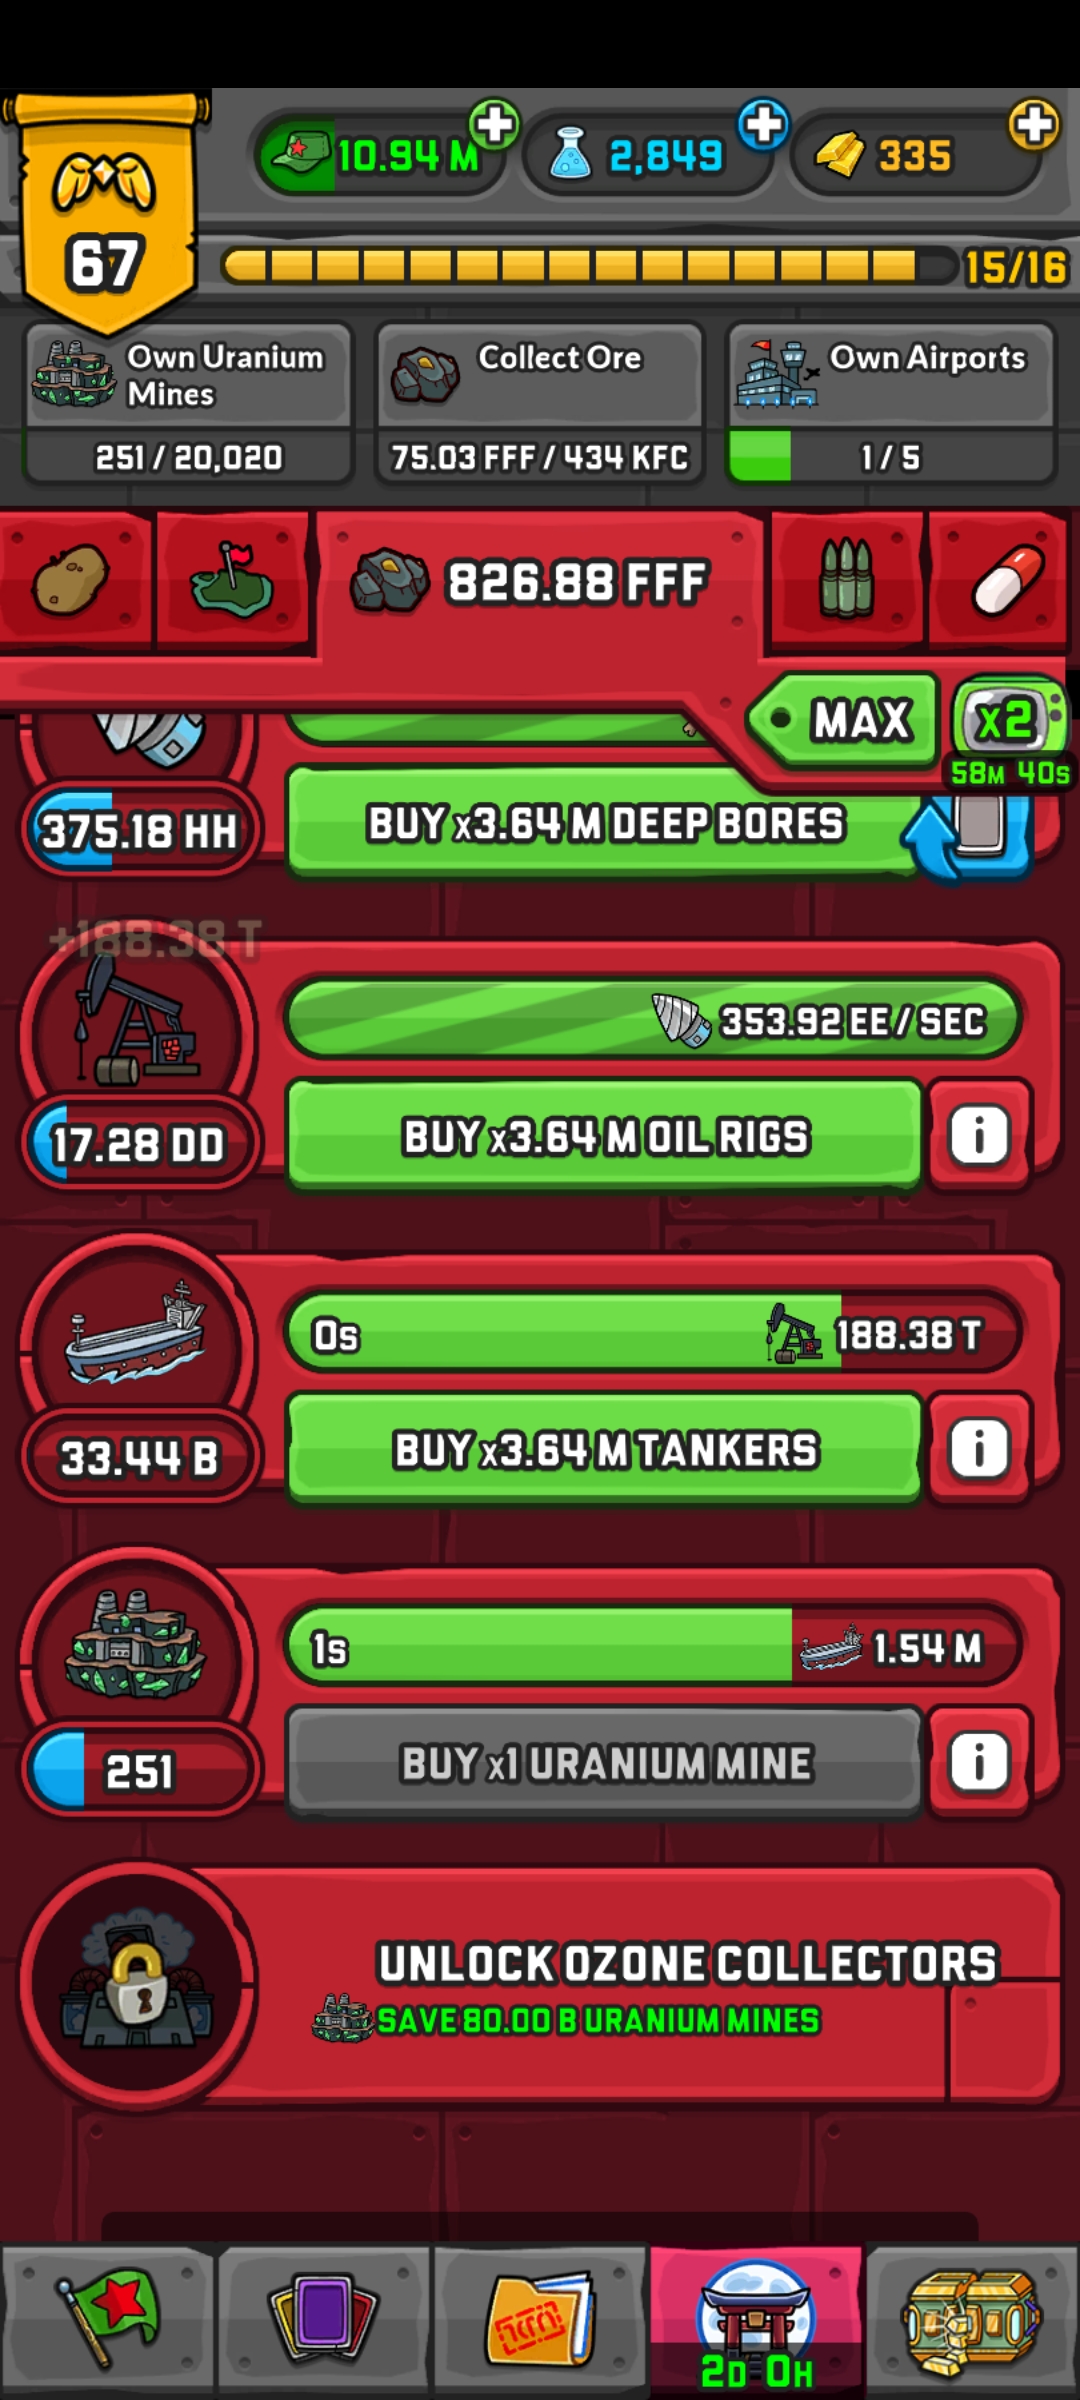 10.94 M
2,849
335
67
15/16
Own Uranium
Mines
251 / 20,020
Collect Ore
75.03 FFF / 434 KFC
Own Airports
1 / 5
826.88 FFF
MAX
x2
58M 40S
375.18 HH
BUY x3.64 M DEEP BORES
+188.38 T
353.92 EE / SEC
17.28 DD
BUY x3.64 M OIL RIGS
0s
188.38 T
33.44 B
BUY x3.64 M TANKERS
1s
1.54 M
251
BUY x1 URANIUM MINE
UNLOCK OZONE COLLECTORS
SAVE 80.00 B URANIUM MINES
2D 0H